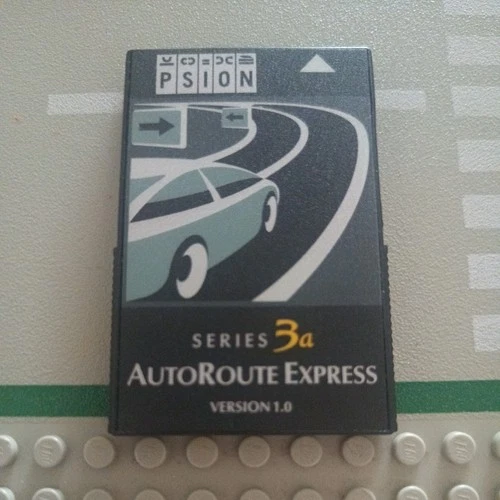 PSION
SERIES 3a
AUTOROUTE EXPRESS
VERSION 1.0